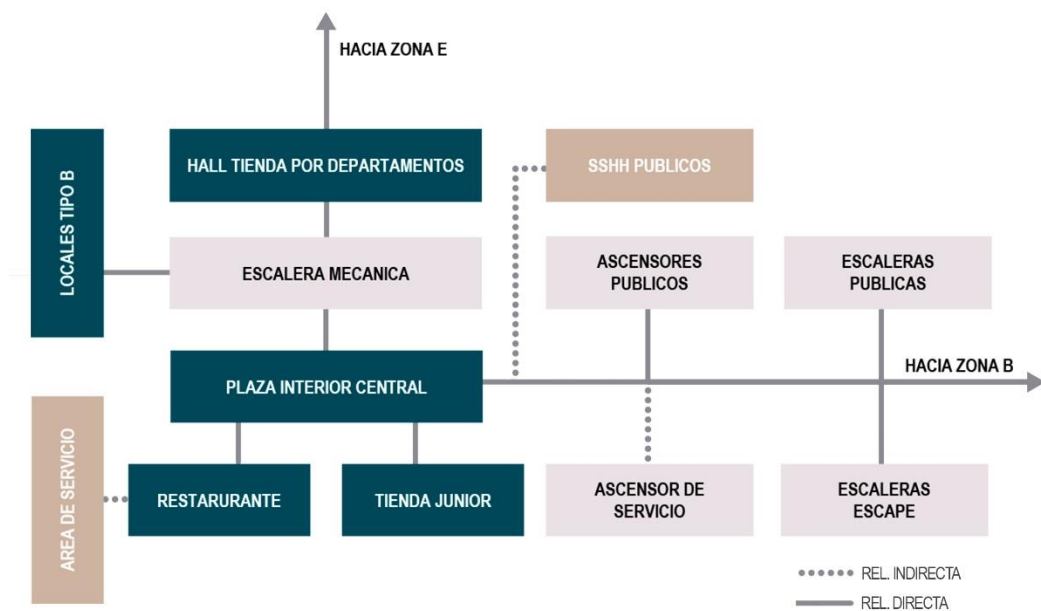 HACIA ZONA E
LOCALES TIPO B
HALL TIENDA POR DEPARTAMENTOS
SSHH PUBLICOS
ESCALERA MECANICA
ASCENSORES
PUBLICOS
ESCALERAS
PUBLICAS
HACIA ZONA B
PLAZA INTERIOR CENTRAL
AREA DE SERVICIO
RESTARURANTE
TIENDA JUNIOR
ASCENSOR DE
SERVICIO
ESCALERAS
ESCAPE
REL. INDIRECTA
REL. DIRECTA